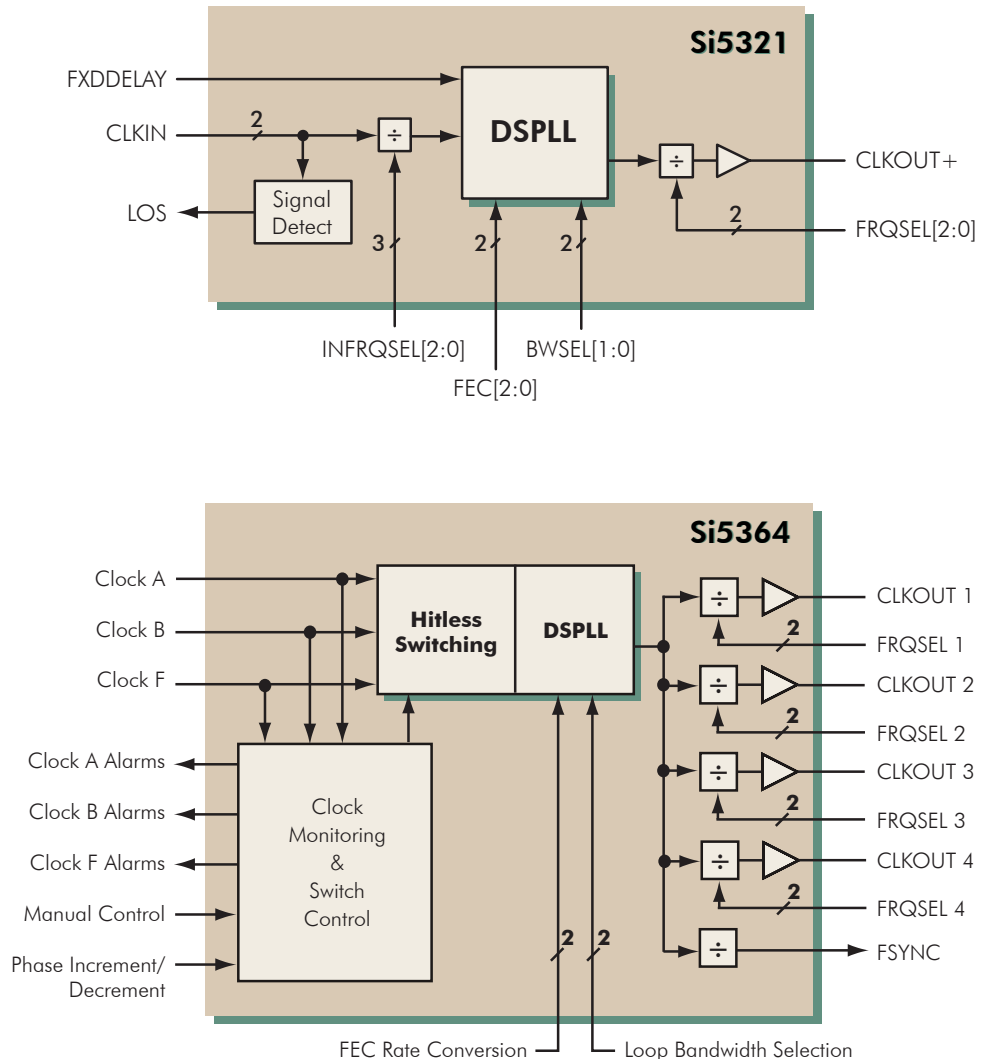 Si5321
FXDDELAY
DSPLL
2
CLKIN
÷
÷
CLKOUT+
Signal
Detect
LOS
3
2
2
2
FRQSEL[2:0]
INFRQSEL[2:0]
BWSEL[1:0]
FEC[2:0]
Si5364
Clock A
Clock B
Clock F
Hitless
Switching
DSPLL
÷
CLKOUT 1
2
FRQSEL 1
÷
CLKOUT 2
2
FRQSEL 2
÷
CLKOUT 3
2
FRQSEL 3
÷
CLKOUT 4
2
FRQSEL 4
÷
FSYNC
Clock A Alarms
Clock B Alarms
Clock F Alarms
Manual Control
Phase Increment/
Decrement
Clock
Monitoring
&
Switch
Control
2
2
FEC Rate Conversion
Loop Bandwidth Selection